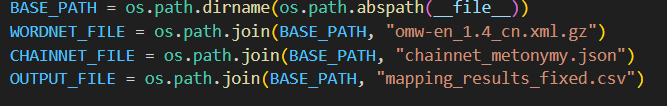 BASE_PATH = os.path.dirname(os.path.abspath(__file__))
WORDNET_FILE = os.path.join(BASE_PATH, "omw-en_1.4_cn.xml.gz")
CHAINNET_FILE = os.path.join(BASE_PATH, "chainnet_metonymy.json")
OUTPUT_FILE = os.path.join(BASE_PATH, "mapping_results_fixed.csv")